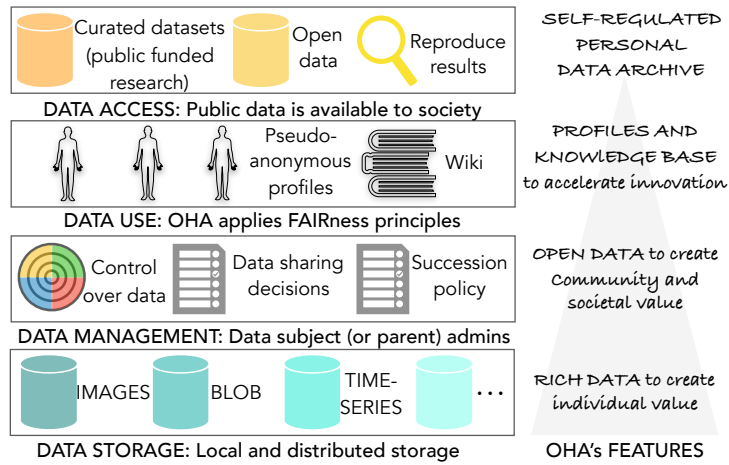 Curated datasets
(public funded
research)
Open
data
Reproduce
results
DATA ACCESS: Public data is available to society
Pseudo-
anonymous
profiles
Wiki
DATA USE: OHA applies FAIRness principles
Control
over data
Data sharing
decisions
Succession
policy
DATA MANAGEMENT: Data subject (or parent) admins
IMAGES
BLOB
TIME-
SERIES
...
DATA STORAGE: Local and distributed storage
SELF-REGULATED
PERSONAL
DATA ARCHIVE
PROFILES AND
KNOWLEDGE BASE
to accelerate innovation
OPEN DATA to create
Community and
societal value
RICH DATA to create
individual value
OHA's FEATURES